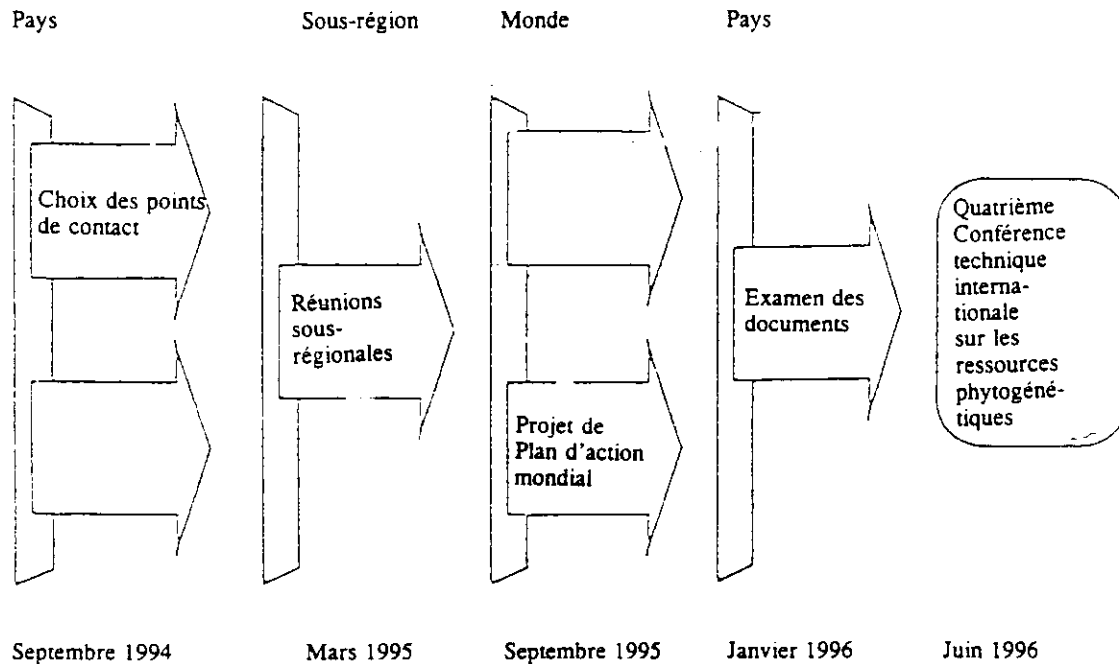 Pays
Sous-région
Monde
Pays
Choix des points
de contact
Réunions
sous-
régionales
Projet de
Plan d'action
mondial
Examen des
documents
Quatrième
Conférence
technique
interna-
tionale
sur les
ressources
phytogéné-
tiques
Septembre 1994
Mars 1995
Septembre 1995
Janvier 1996
Juin 1996